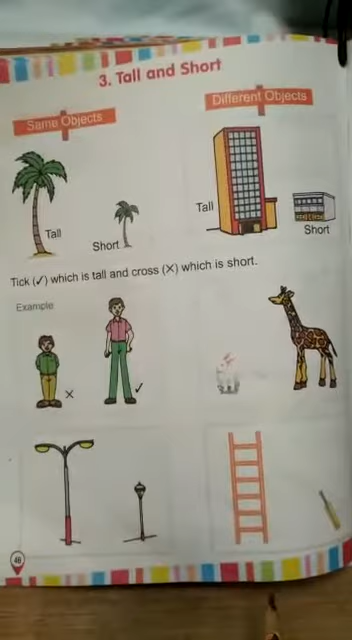 3. Tall and Short
Same Objects
Different Objects
Tall
Short
Tall
Short
Tick (✓) which is tall and cross (✕) which is short.
Example
✕
✓
46